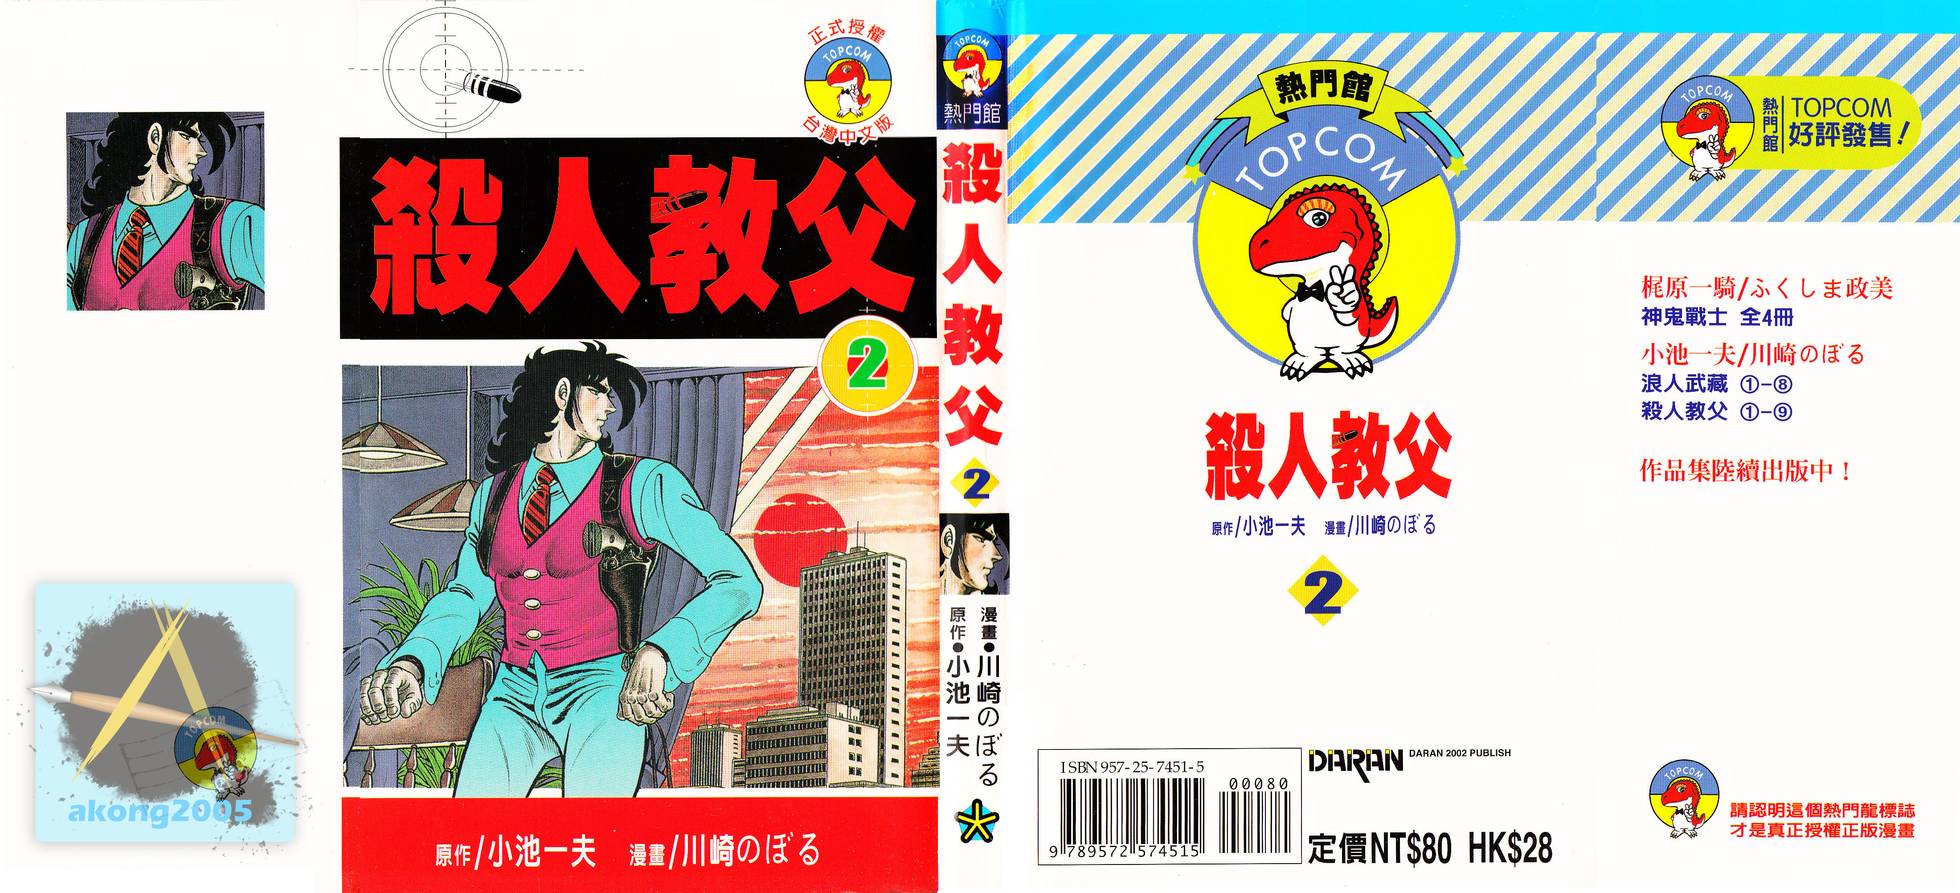 akong2005
TOPCOM
正式授權
TOPCOM
台灣中文版
殺人教父
2
原作/小池一夫 漫畫/川崎のぼる
TOPCOM
熱門館
殺人教父
2
漫畫●川崎のぼる
原作●小池一夫
熱門館
TOPCOM
殺人教父
原作/小池一夫 漫畫/川崎のぼる
2
ISBN 957-25-7451-5
00080
9 789572 574515
DARAN DARAN 2002 PUBLISH
定價NT$80 HK$28
TOPCOM
熱門館
TOPCOM
好評發售!
梶原一騎/ふくしま政美
神鬼戰士 全4冊
小池一夫/川崎のぼる
浪人武藏 ①-⑧
殺人教父 ①-⑨
作品集陸續出版中!
TOPCOM
請認明這個熱門龍標誌
才是真正授權正版漫畫